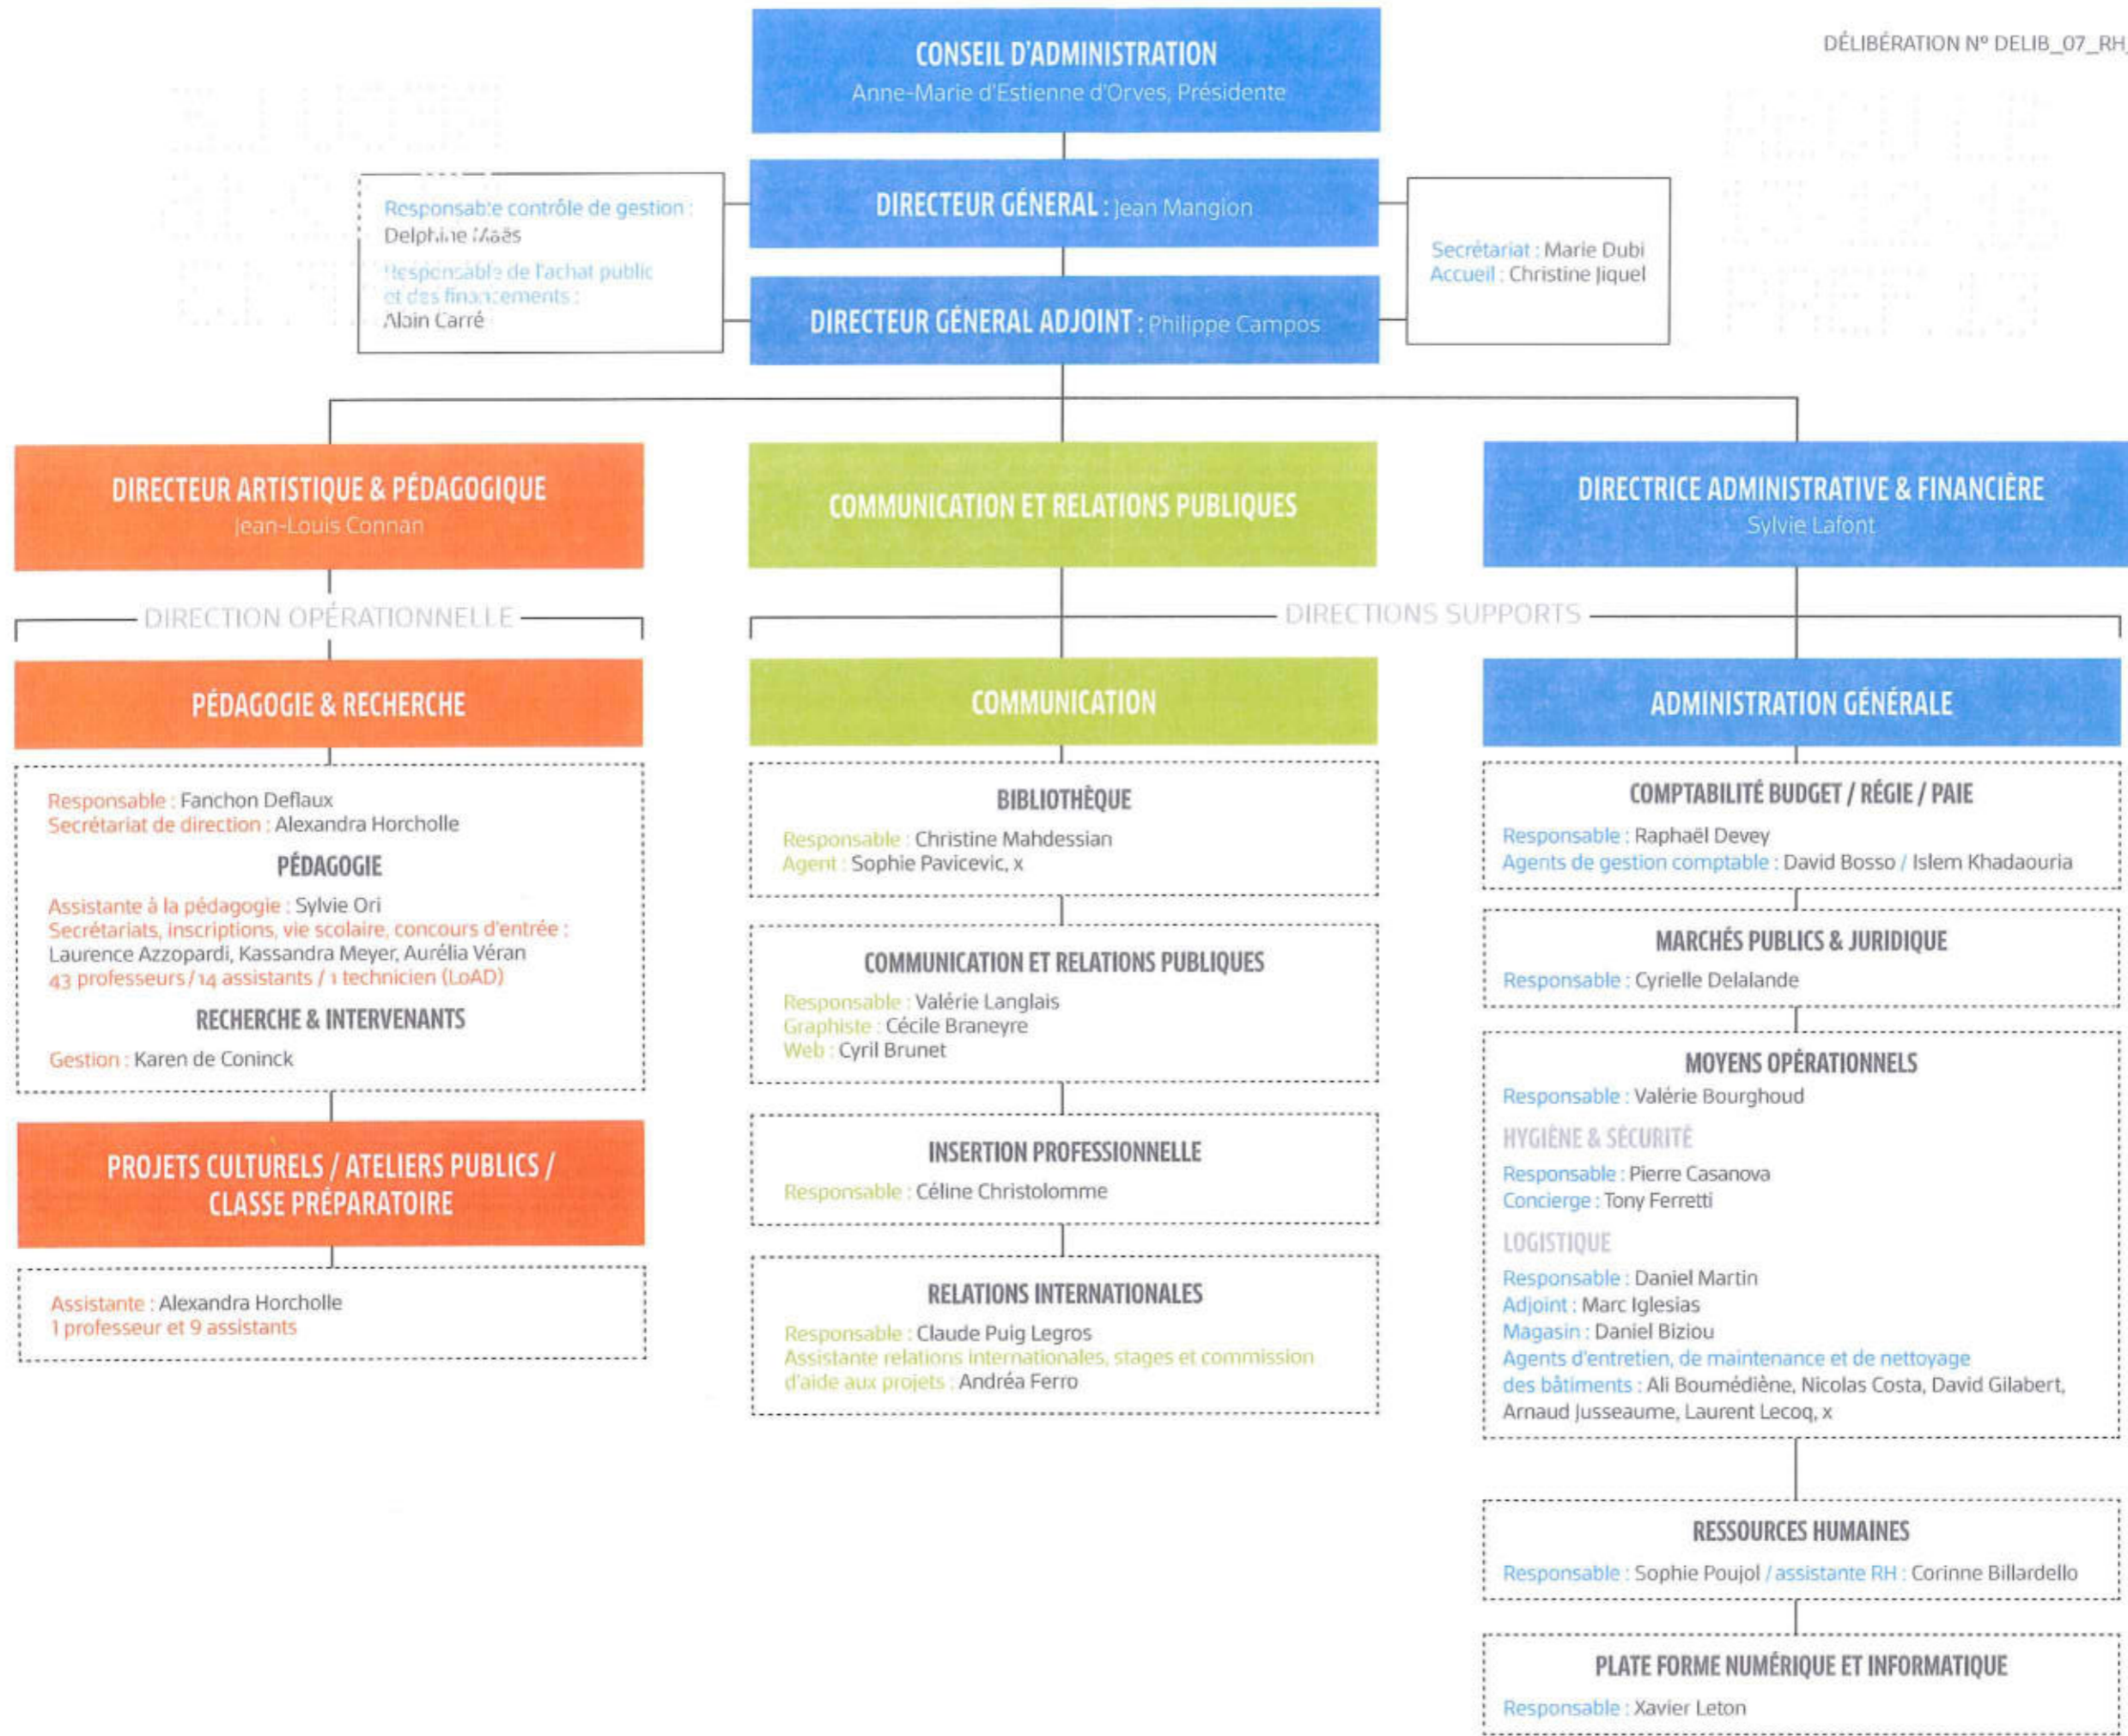 DÉLIBÉRATION Nº DELIB_07_RH_
CONSEIL D'ADMINISTRATION
Anne-Marie d'Estienne d'Orves, Présidente
REÇU LE
13-12-16
PREF. 13
Responsable contrôle de gestion :
Delphine Maës
Responsable de l'achat public
et des financements :
Alain Carré
DIRECTEUR GÉNÉRAL : Jean Mangion
DIRECTEUR GÉNERAL ADJOINT : Philippe Campos
Secrétariat : Marie Dubi
Accueil : Christine Jiquel
DIRECTEUR ARTISTIQUE & PÉDAGOGIQUE
Jean-Louis Connan
COMMUNICATION ET RELATIONS PUBLIQUES
DIRECTRICE ADMINISTRATIVE & FINANCIÈRE
Sylvie Lafont
DIRECTION OPÉRATIONNELLE
DIRECTIONS SUPPORTS
PÉDAGOGIE & RECHERCHE
Responsable : Fanchon Deflaux
Secrétariat de direction : Alexandra Horcholle
PÉDAGOGIE
Assistante à la pédagogie : Sylvie Ori
Secrétariats, inscriptions, vie scolaire, concours d'entrée :
Laurence Azzopardi, Kassandra Meyer, Aurélia Véran
43 professeurs / 14 assistants / 1 technicien (LoAD)
RECHERCHE & INTERVENANTS
Gestion : Karen de Coninck
PROJETS CULTURELS / ATELIERS PUBLICS /
CLASSE PRÉPARATOIRE
Assistante : Alexandra Horcholle
1 professeur et 9 assistants
COMMUNICATION
BIBLIOTHÈQUE
Responsable : Christine Mahdessian
Agent : Sophie Pavicevic, x
COMMUNICATION ET RELATIONS PUBLIQUES
Responsable : Valérie Langlais
Graphiste : Cécile Braneyre
Web : Cyril Brunet
INSERTION PROFESSIONNELLE
Responsable : Céline Christolomme
RELATIONS INTERNATIONALES
Responsable : Claude Puig Legros
Assistante relations internationales, stages et commission
d'aide aux projets : Andréa Ferro
ADMINISTRATION GÉNÉRALE
COMPTABILITÉ BUDGET / RÉGIE / PAIE
Responsable : Raphaël Devey
Agents de gestion comptable : David Bosso / Islem Khadaouria
MARCHÉS PUBLICS & JURIDIQUE
Responsable : Cyrielle Delalande
MOYENS OPÉRATIONNELS
Responsable : Valérie Bourghoud
HYGIÈNE & SÉCURITÉ
Responsable : Pierre Casanova
Concierge : Tony Ferretti
LOGISTIQUE
Responsable : Daniel Martin
Adjoint : Marc Iglesias
Magasin : Daniel Biziou
Agents d'entretien, de maintenance et de nettoyage
des bâtiments : Ali Boumédiène, Nicolas Costa, David Gilabert,
Arnaud Jusseaume, Laurent Lecoq, x
RESSOURCES HUMAINES
Responsable : Sophie Poujol / assistante RH : Corinne Billardello
PLATE FORME NUMÉRIQUE ET INFORMATIQUE
Responsable : Xavier Leton